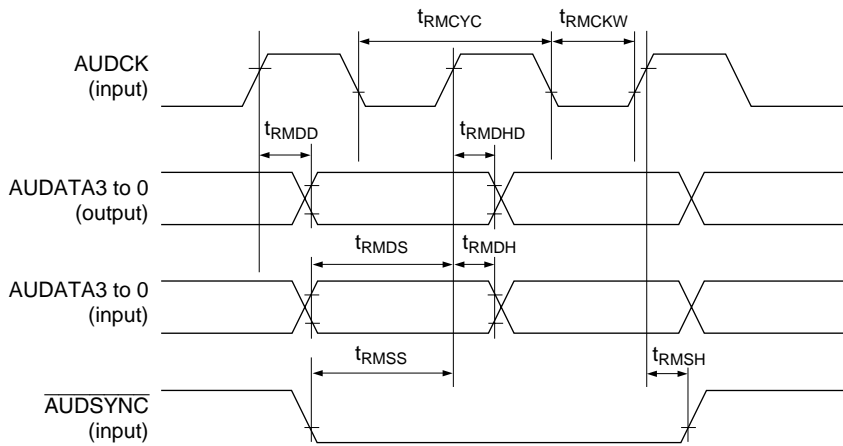 tRMCYC
tRMCKW
AUDCK
(input)
tRMDD
tRMDHD
AUDATA3 to 0
(output)
tRMDS
tRMDH
AUDATA3 to 0
(input)
tRMSS
tRMSH
AUDSYNC
(input)